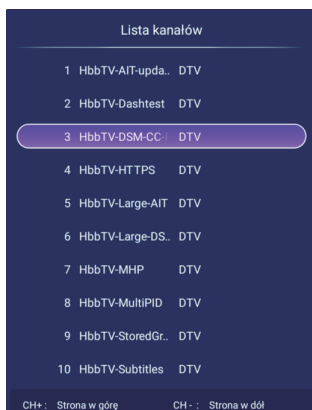 Lista kanałów
1 HbbTV-AIT-upda.. DTV
2 HbbTV-Dashtest DTV
3 HbbTV-DSM-CC- DTV
4 HbbTV-HTTPS DTV
5 HbbTV-Large-AIT DTV
6 HbbTV-Large-DS.. DTV
7 HbbTV-MHP DTV
8 HbbTV-MultiPID DTV
9 HbbTV-StoredGr.. DTV
10 HbbTV-Subtitles DTV
CH+ : Strona w górę CH - : Strona w dół